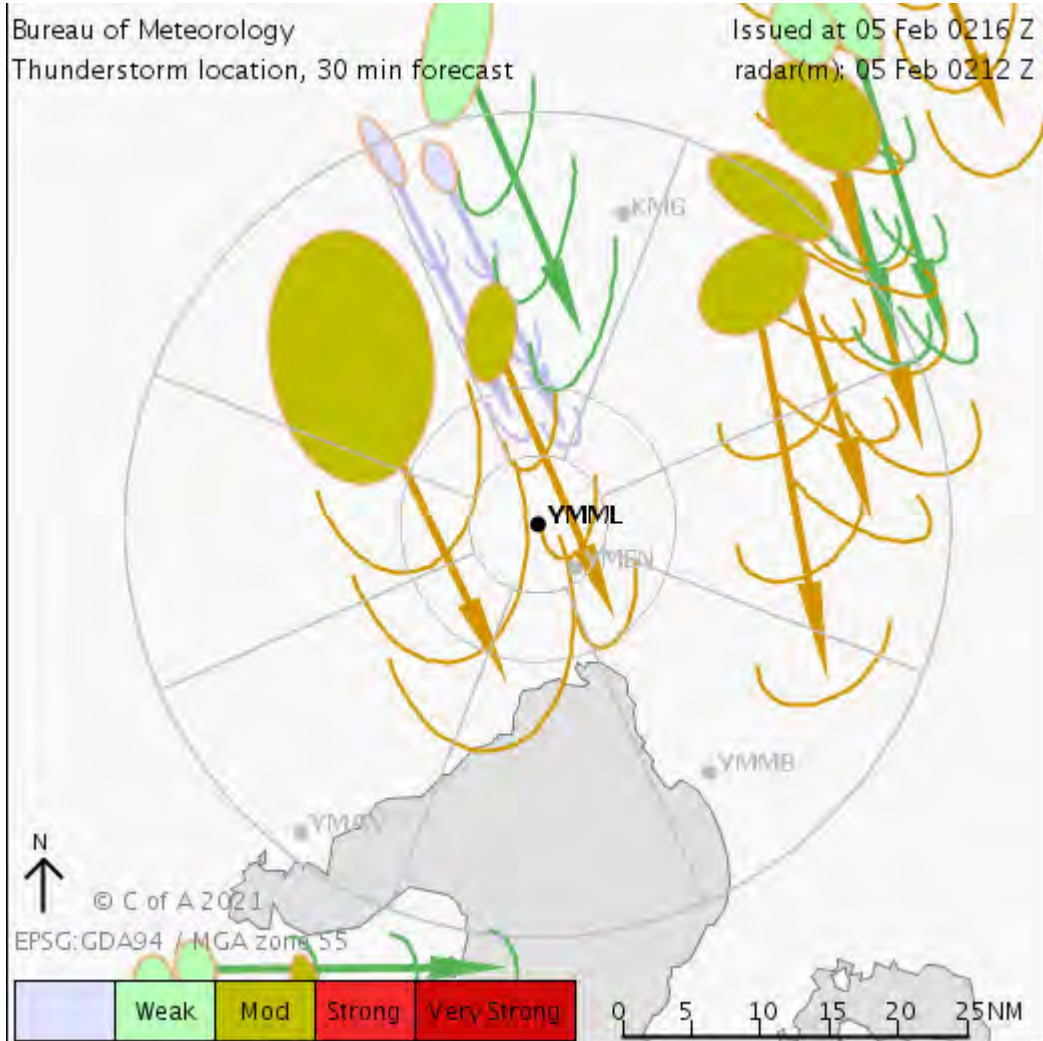 Bureau of Meteorology
Issued at 05 Feb 0216 Z
Thunderstorm location, 30 min forecast
radar(m): 05 Feb 0212 Z
KMG
YMML
YMEN
YMMB
YMAV
N
© C of A 2021
EPSG:GDA94 / MGA zone 55
Weak
Mod
Strong
Very Strong
0
5
10
15
20
25NM